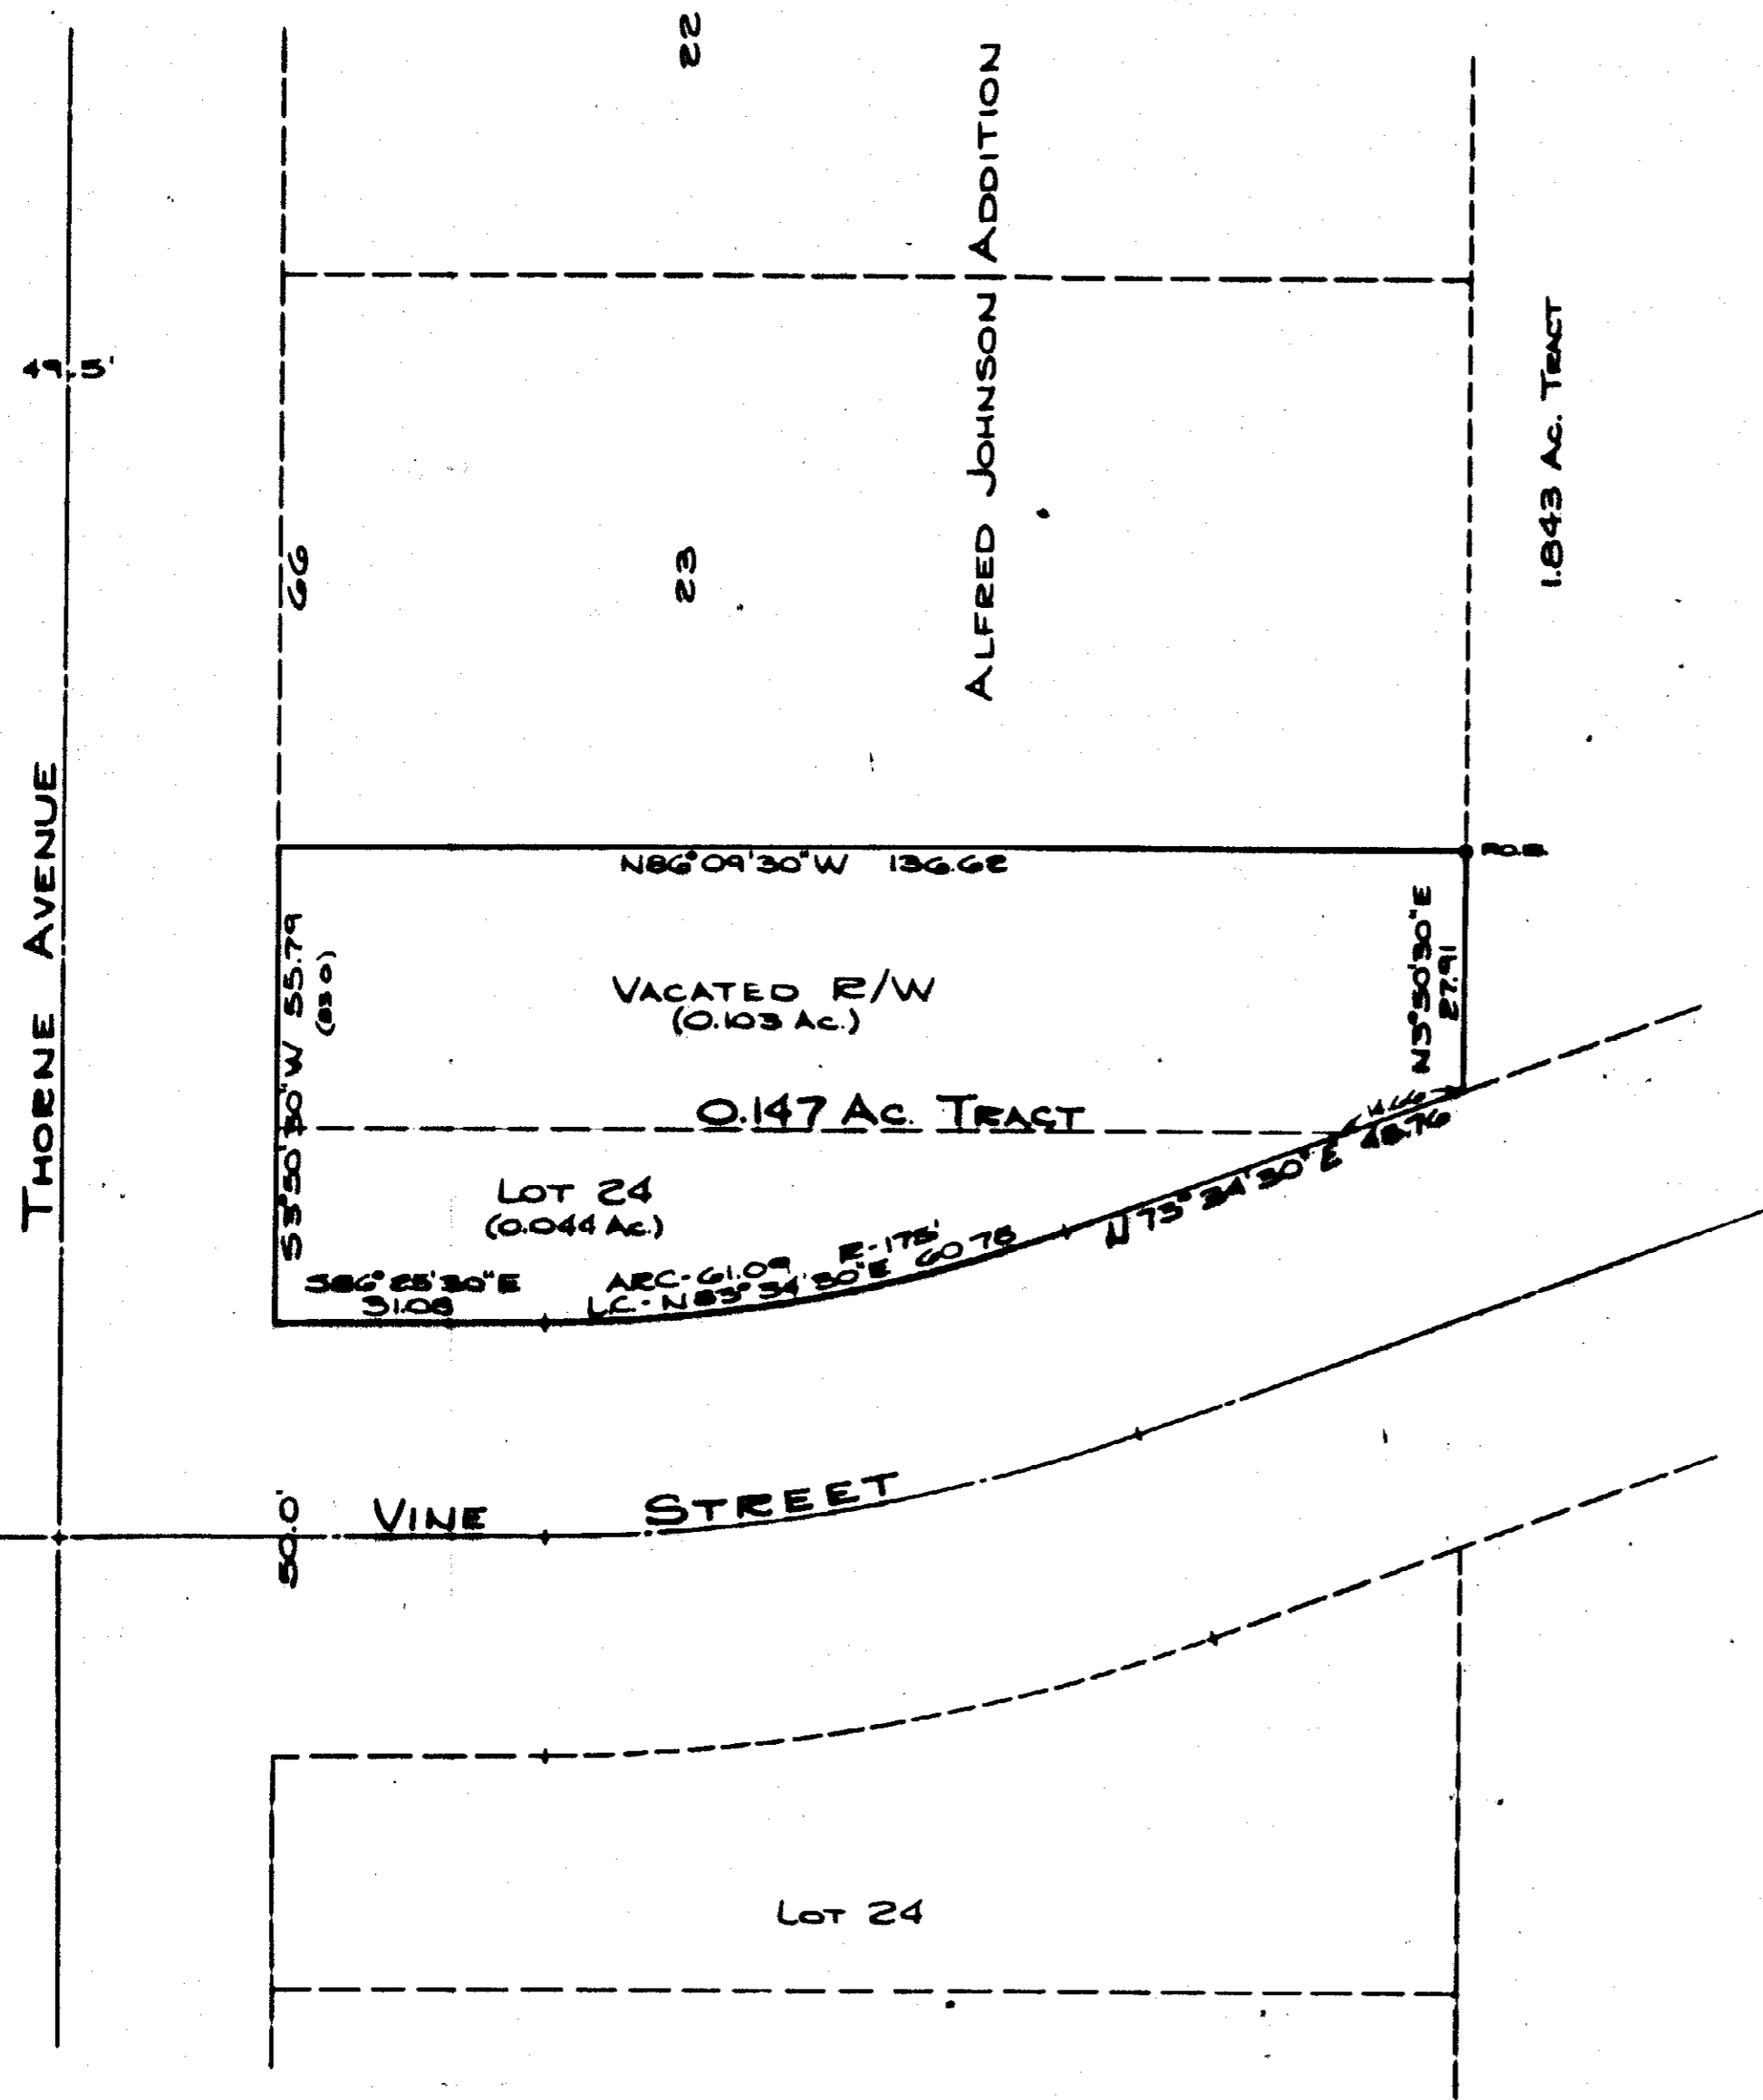 22
ALFRED JOHNSON ADDITION
49.5'
1.843 AC. TRACT
66
23
THORNE AVENUE
N86°09'30"W 136.62
P.O.B.
S3°50'30"W 55.79
N3°50'30"E
27.91
VACATED R/W
(0.103 AC.)
0.147 AC. TRACT
14.66
N73°34'30"E 48.76
LOT 24
(0.044 AC.)
S86°25'30"E
31.08
ARC-61.09 R-175'
LC.-N83°34'30"E 60.78
VINE STREET
50.0'
LOT 24